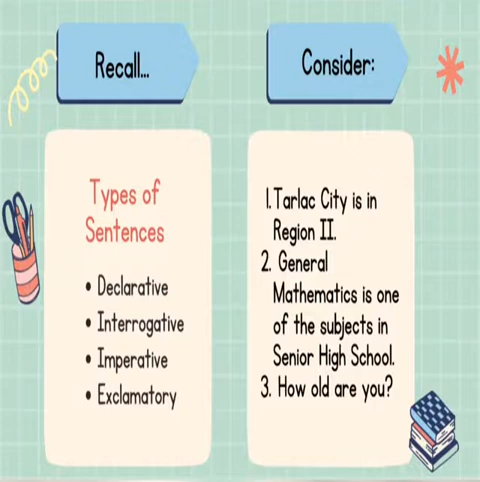 Recall...
Types of
Sentences
• Declarative
• Interrogative
• Imperative
• Exclamatory
Consider:
1. Tarlac City is in
Region II.
2. General
Mathematics is one
of the subjects in
Senior High School.
3. How old are you?